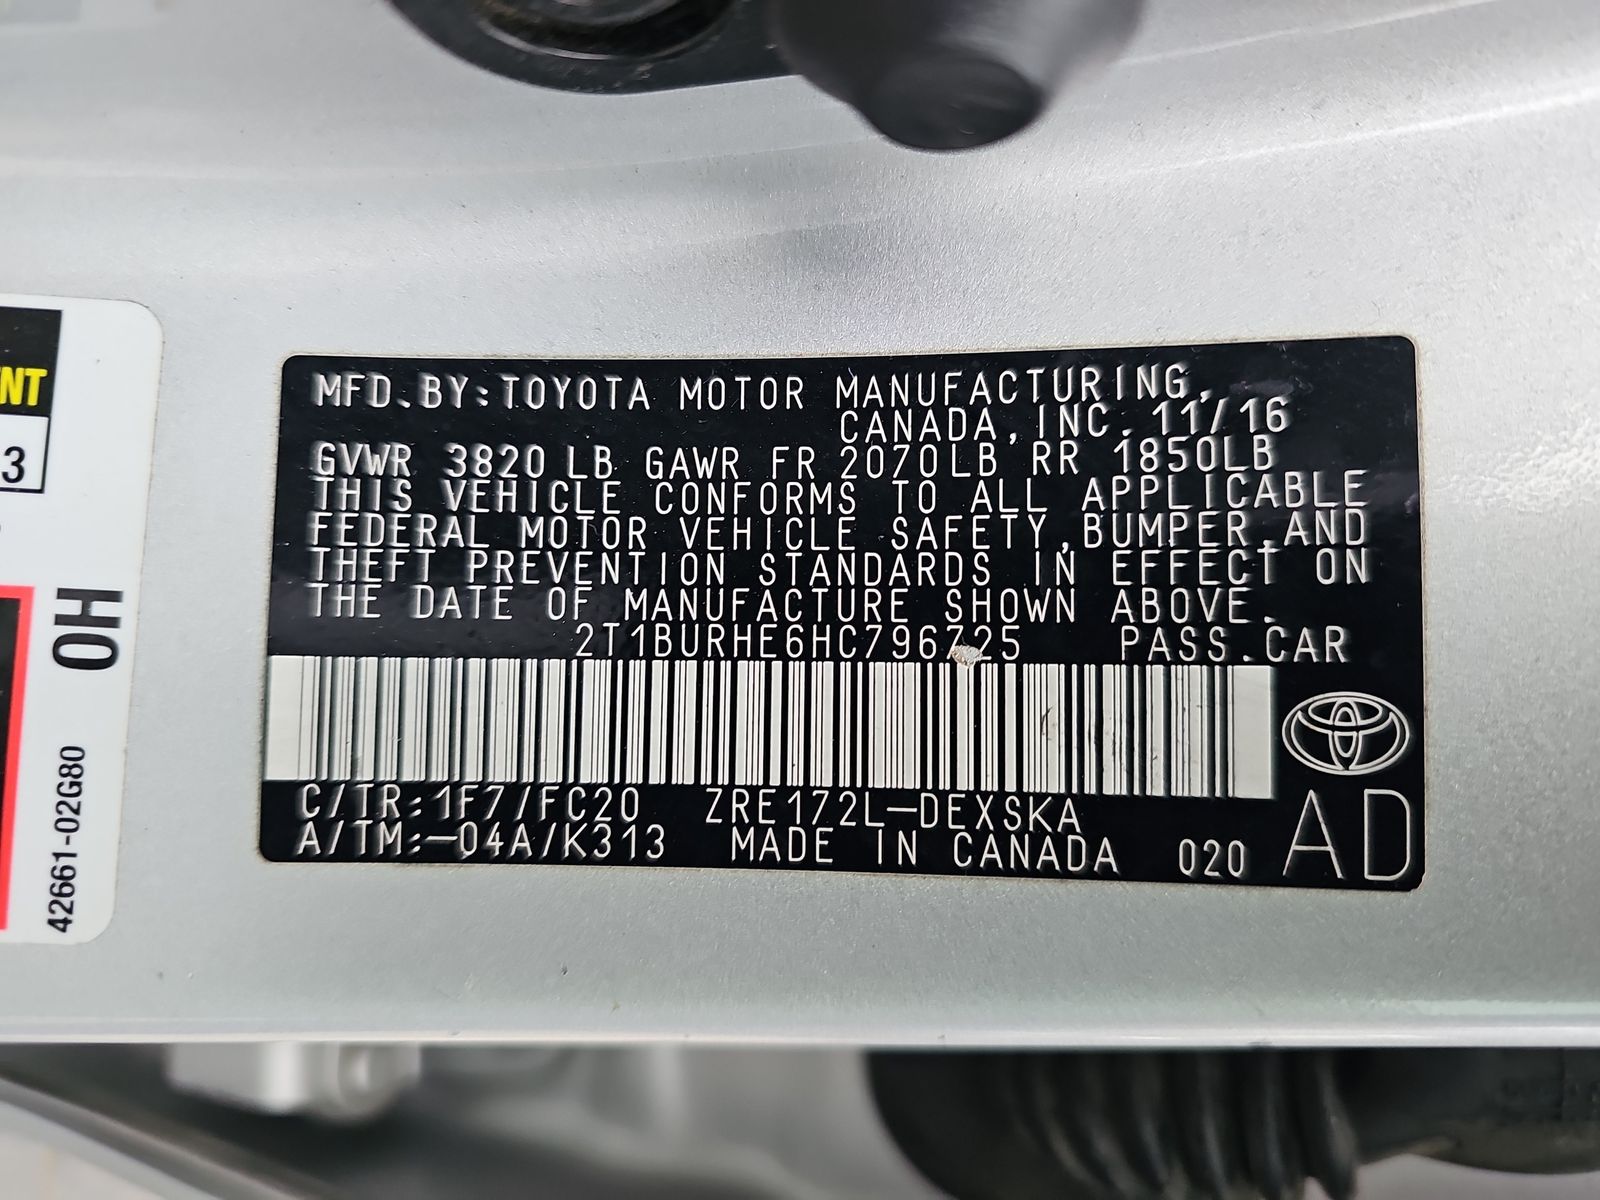 MFD.BY:TOYOTA MOTOR MANUFACTURING,
CANADA,INC. 11/16
GVWR 3820LB GAWR FR 2070LB RR 1850LB
THIS VEHICLE CONFORMS TO ALL APPLICABLE
FEDERAL MOTOR VEHICLE SAFETY,BUMPER,AND
THEFT PREVENTION STANDARDS IN EFFECT ON
THE DATE OF MANUFACTURE SHOWN ABOVE.
2T1BURHE6HC796725 PASS.CAR
C/TR:1F7/FC20 ZRE172L-DEXSKA
A/TM:-04A/K313 MADE IN CANADA 020 AD
NT
3
OH
42661-02G80